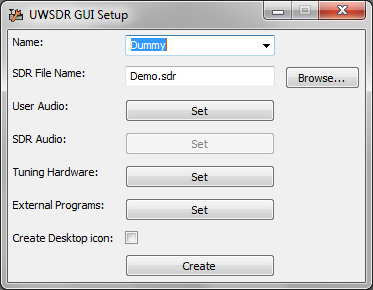 UWSDR GUI Setup
Name: Dummy
SDR File Name: Demo.sdr Browse...
User Audio: Set
SDR Audio: Set
Tuning Hardware: Set
External Programs: Set
Create Desktop icon:
Create